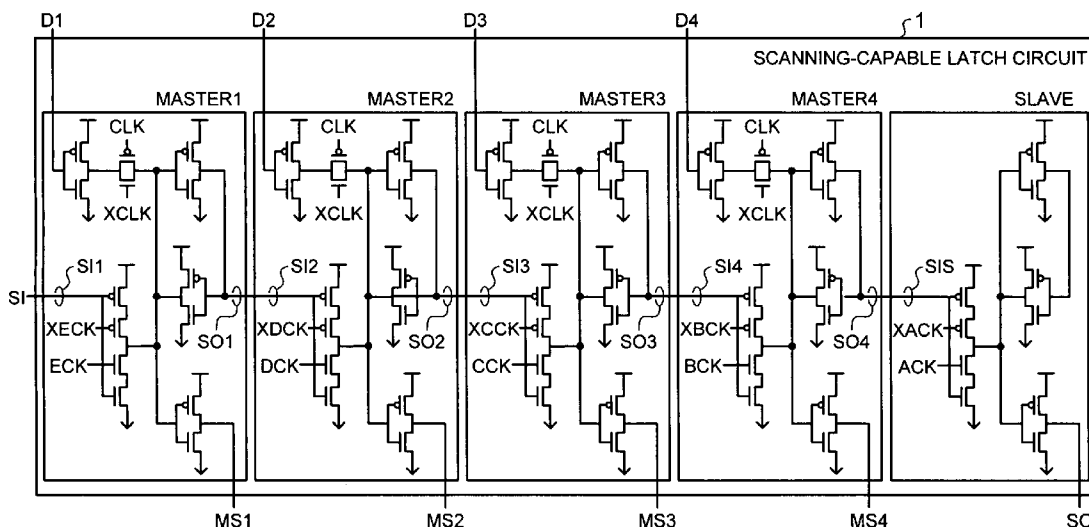 D1 D2 D3 D4 1
SCANNING-CAPABLE LATCH CIRCUIT
MASTER1 MASTER2 MASTER3 MASTER4 SLAVE
CLK CLK CLK CLK
XCLK XCLK XCLK XCLK
SI SI1 SI2 SI3 SI4 SIS
XECK SO1 XDCK SO2 XCCK SO3 XBCK SO4 XACK
ECK DCK CCK BCK ACK
MS1 MS2 MS3 MS4 SO